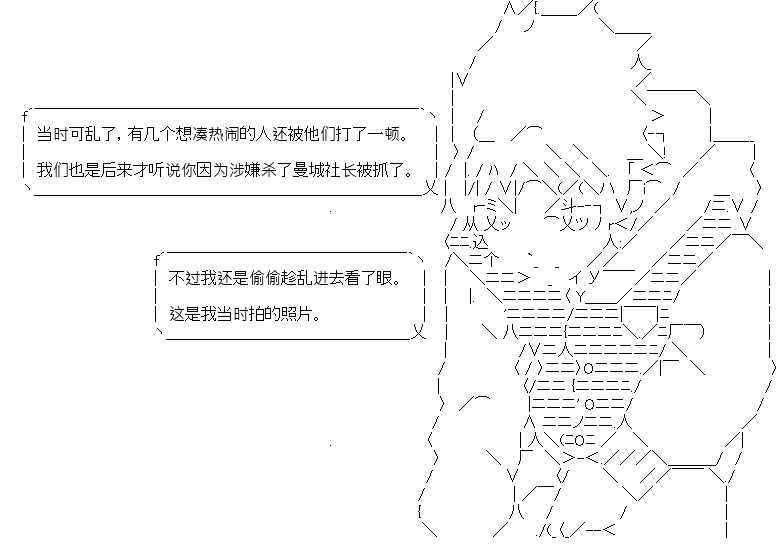 当时可乱了，有几个想凑热闹的人还被他们打了一顿。
我们也是后来才听说你因为涉嫌杀了曼城社长被抓了。
不过我还是偷偷趁乱进去看了眼。
这是我当时拍的照片。